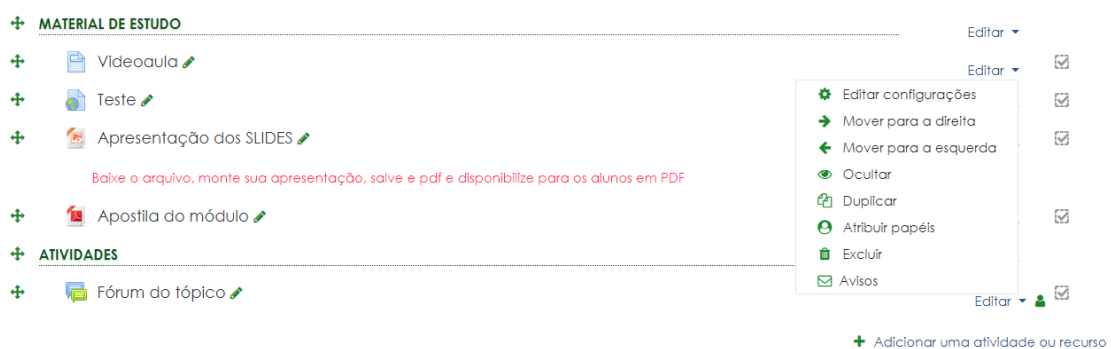 MATERIAL DE ESTUDO
Editar
Videoaula
Editar
Teste
Apresentação dos SLIDES
Baixe o arquivo, monte sua apresentação, salve e pdf e disponibilize para os alunos em PDF
Apostila do módulo
ATIVIDADES
Fórum do tópico
Editar configurações
Mover para a direita
Mover para a esquerda
Ocultar
Duplicar
Atribuir papéis
Excluir
Avisos
Editar
Adicionar uma atividade ou recurso